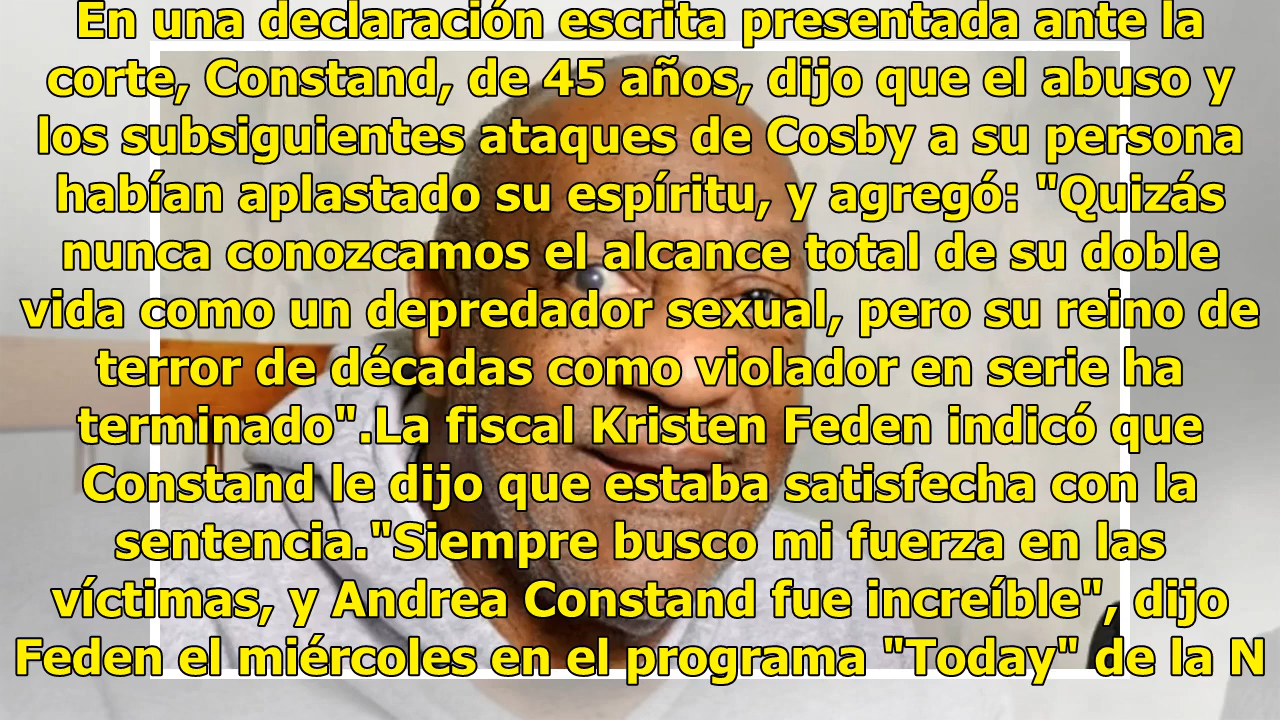 En una declaración escrita presentada ante la
corte, Constand, de 45 años, dijo que el abuso y
los subsiguientes ataques de Cosby a su persona
habían aplastado su espíritu, y agregó: "Quizás
nunca conozcamos el alcance total de su doble
vida como un depredador sexual, pero su reino de
terror de décadas como violador en serie ha
terminado".La fiscal Kristen Feden indicó que
Constand le dijo que estaba satisfecha con la
sentencia."Siempre busco mi fuerza en las
víctimas, y Andrea Constand fue increíble", dijo
Feden el miércoles en el programa "Today" de la N